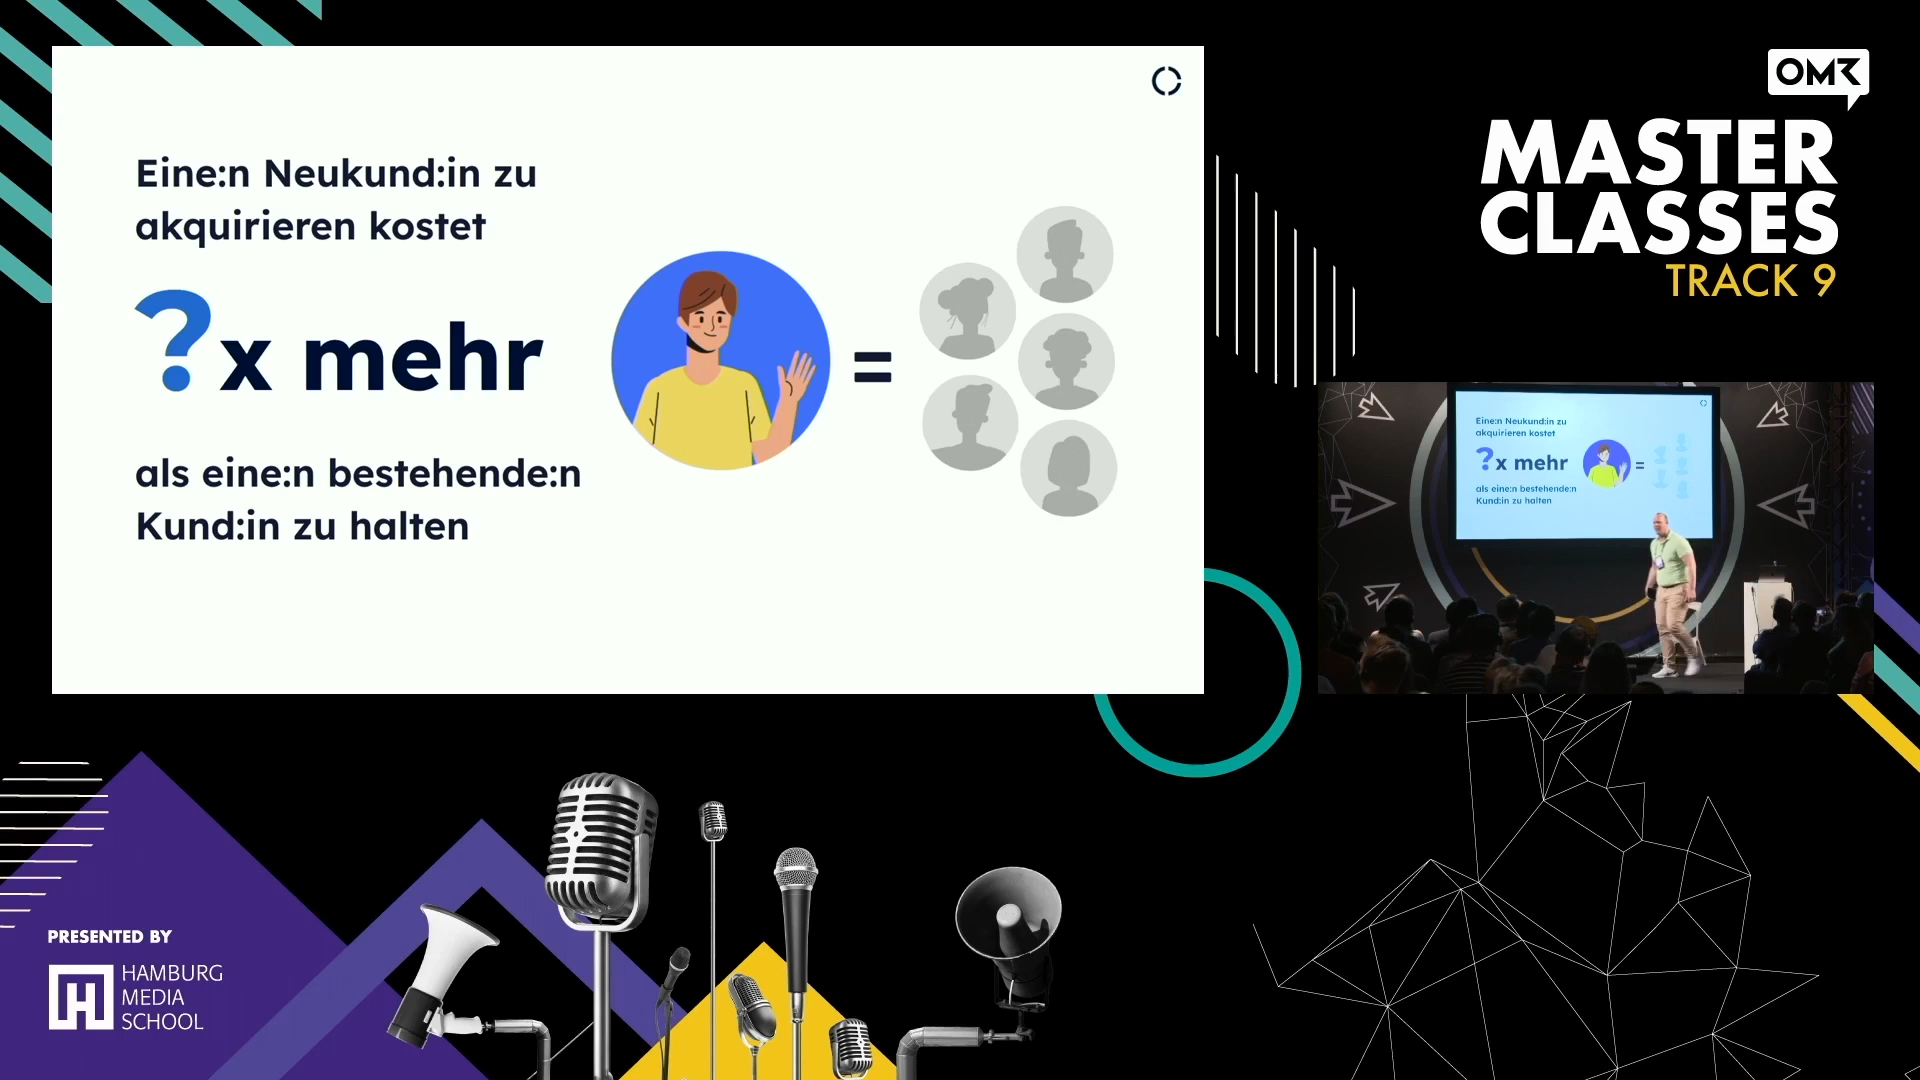 Eine:n Neukund:in zu
akquirieren kostet
?x mehr
=
als eine:n bestehende:n
Kund:in zu halten
OMR
MASTER
CLASSES
TRACK 9
Eine:n Neukund:in zu
akquirieren kostet
?x mehr
=
als eine:n bestehende:n
Kund:in zu halten
PRESENTED BY
H
HAMBURG
MEDIA
SCHOOL